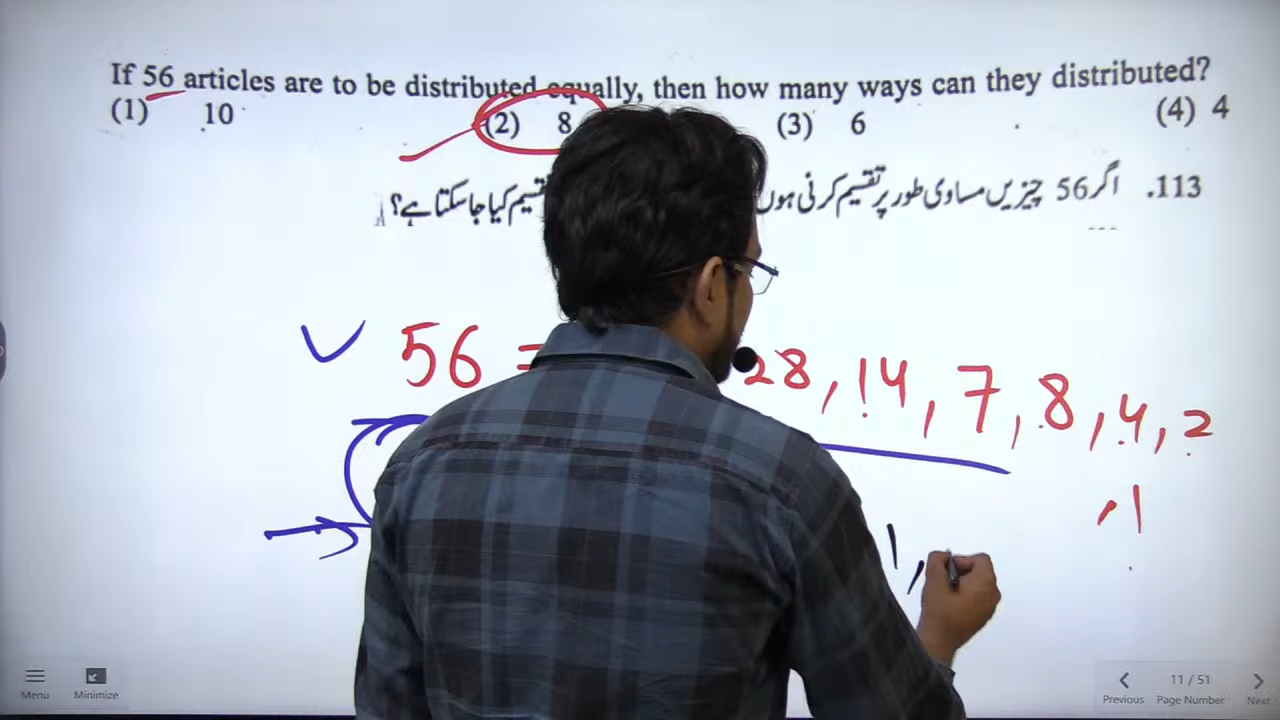 If 56 articles are to be distributed equally, then how many ways can they distributed?
(1) 10 (2) 8 (3) 6 (4) 4
113. اگر 56 چیزیں مساوی طور پر تقسیم کرنی ہوں تقسیم کیا جاسکتا ہے؟
56 = 28, 14, 7, 8, 4, 2
, 1
1,
Menu Minimize Previous 11 / 51 Page Number Next